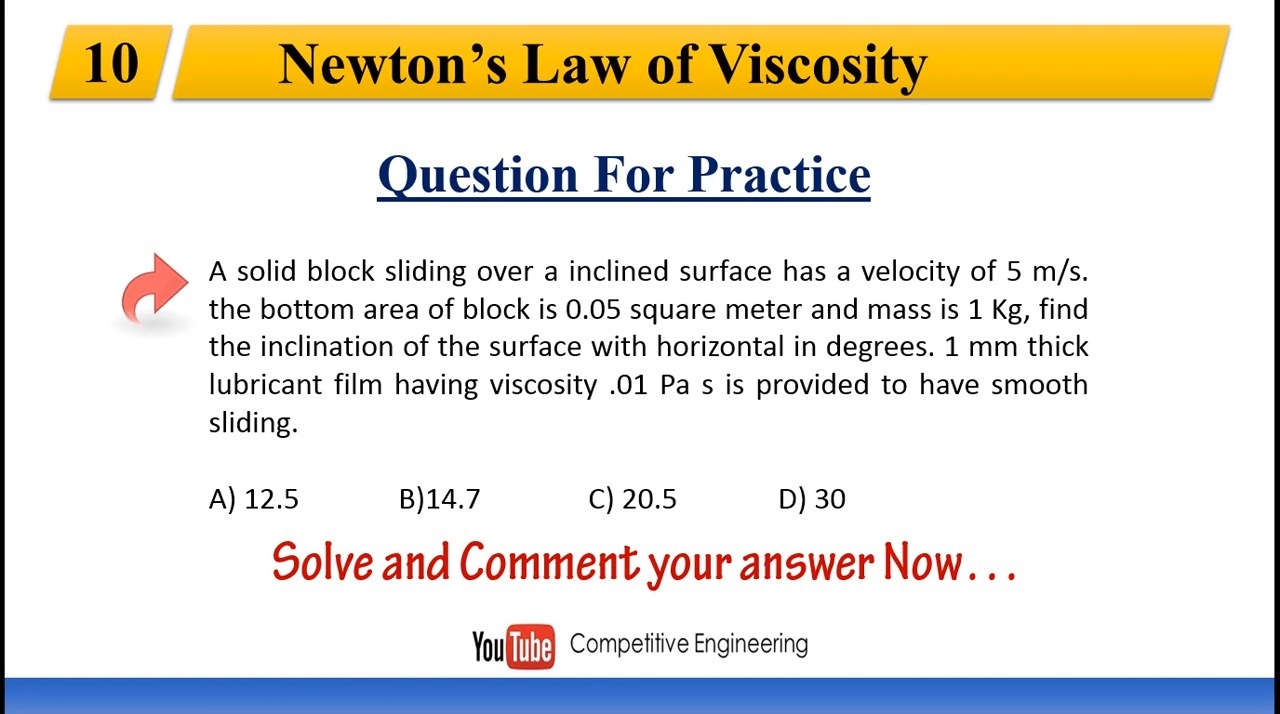 10 Newton’s Law of Viscosity
Question For Practice
A solid block sliding over a inclined surface has a velocity of 5 m/s.
the bottom area of block is 0.05 square meter and mass is 1 Kg, find
the inclination of the surface with horizontal in degrees. 1 mm thick
lubricant film having viscosity .01 Pa s is provided to have smooth
sliding.
A) 12.5 B)14.7 C) 20.5 D) 30
Solve and Comment your answer Now...
YouTube Competitive Engineering